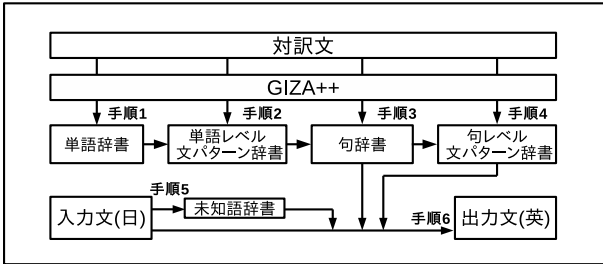 対訳文
GIZA++
手順1
手順2
手順3
手順4
単語辞書
単語レベル
文パターン辞書
句辞書
句レベル
文パターン辞書
手順5
入力文(日)
未知語辞書
手順6
出力文(英)